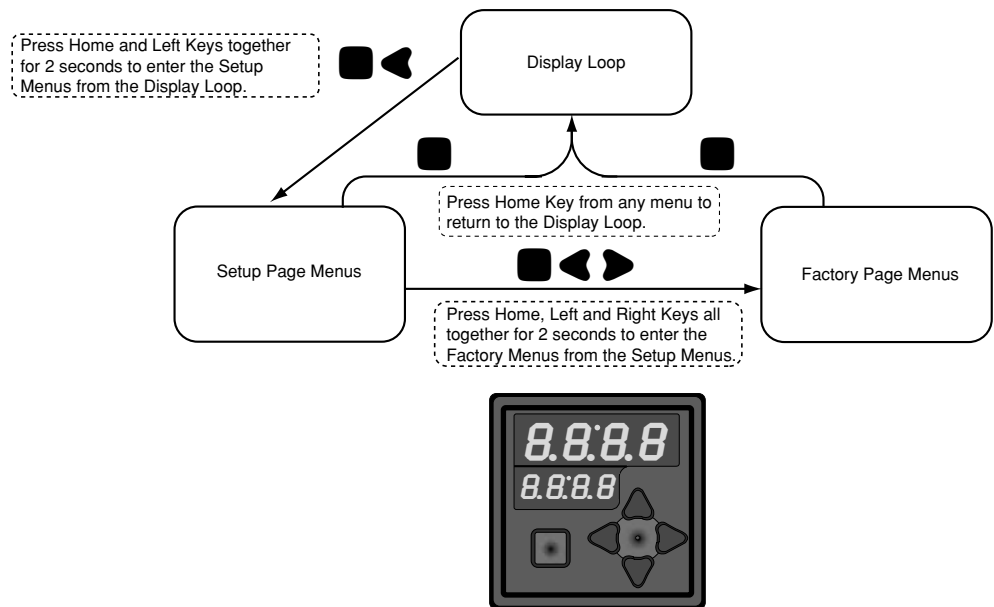 Press Home and Left Keys together
for 2 seconds to enter the Setup
Menus from the Display Loop.
Display Loop
Press Home Key from any menu to
return to the Display Loop.
Setup Page Menus
Factory Page Menus
Press Home, Left and Right Keys all
together for 2 seconds to enter the
Factory Menus from the Setup Menus.
8.8:8.8
8.8:8.8